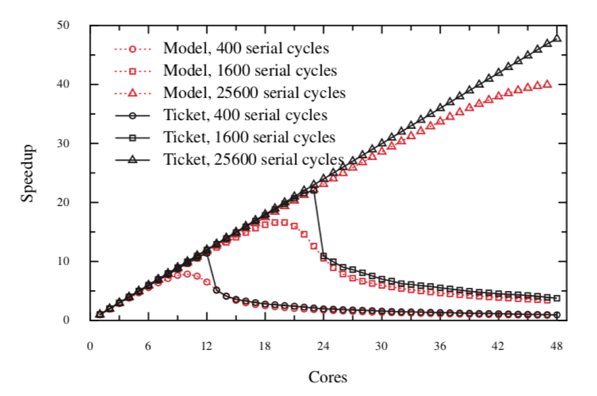 50
40
30
20
10
0
Speedup
Model, 400 serial cycles
Model, 1600 serial cycles
Model, 25600 serial cycles
Ticket, 400 serial cycles
Ticket, 1600 serial cycles
Ticket, 25600 serial cycles
0 6 12 18 24 30 36 42 48
Cores